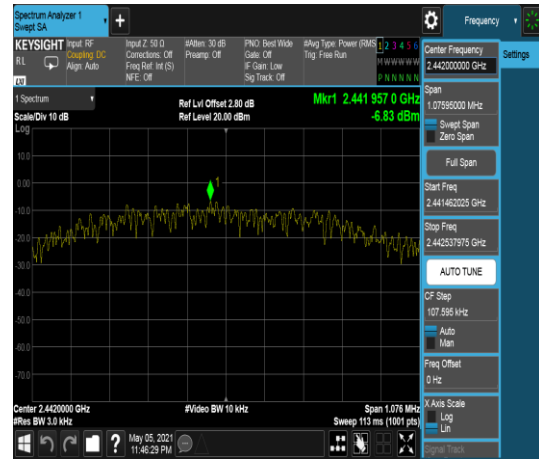 Spectrum Analyzer 1
Swept SA
+
Frequency
KEYSIGHT
Input: RF
Coupling: DC
Align: Auto
RL
LXI
Input Z: 50 Ω
Corrections: Off
Freq Ref: Int (S)
NFE: Off
#Atten: 30 dB
Preamp: Off
PNO: Best Wide
Gate: Off
IF Gain: Low
Sig Track: Off
#Avg Type: Power (RMS
Trig: Free Run
1 2 3 4 5 6
M W W W W W
P N N N N N
1 Spectrum
Scale/Div 10 dB
Ref Lvl Offset 2.80 dB
Ref Level 20.00 dBm
Mkr1 2.441 957 0 GHz
-6.83 dBm
Log
10.0
0.00
-10.0
-20.0
-30.0
-40.0
-50.0
-60.0
-70.0
1
Center 2.4420000 GHz
#Res BW 3.0 kHz
#Video BW 10 kHz
Span 1.076 MHz
Sweep 113 ms (1001 pts)
May 05, 2021
11:46:29 PM
?
Center Frequency
2.442000000 GHz
Settings
Span
1.07595000 MHz
Swept Span
Zero Span
Full Span
Start Freq
2.441462025 GHz
Stop Freq
2.442537975 GHz
AUTO TUNE
CF Step
107.595 kHz
Auto
Man
Freq Offset
0 Hz
X Axis Scale
Log
Lin
Signal Track